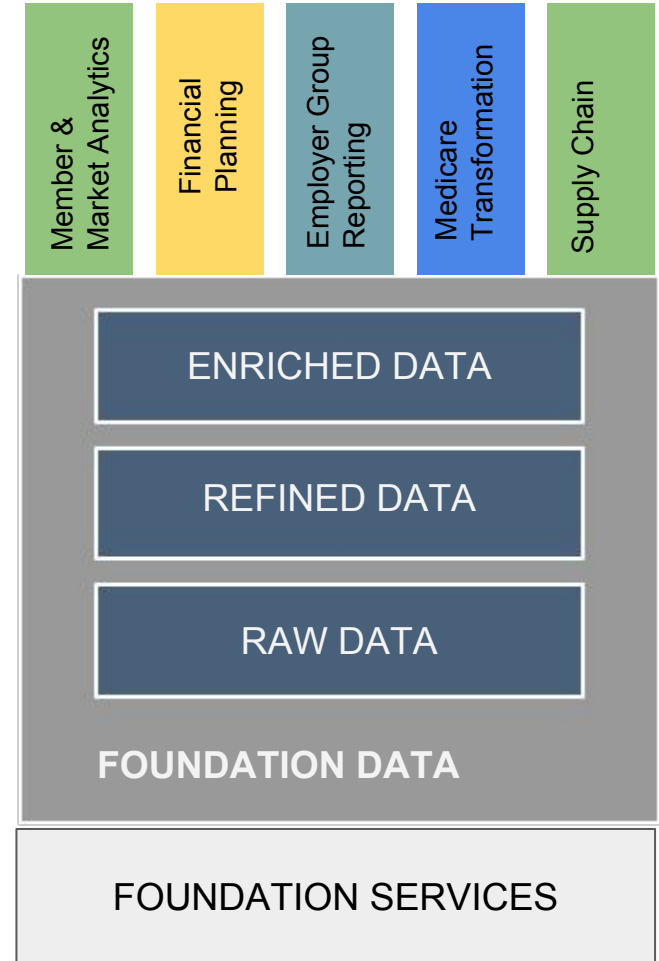 Member &
Market Analytics
Financial
Planning
Employer Group
Reporting
Medicare
Transformation
Supply Chain
ENRICHED DATA
REFINED DATA
RAW DATA
FOUNDATION DATA
FOUNDATION SERVICES